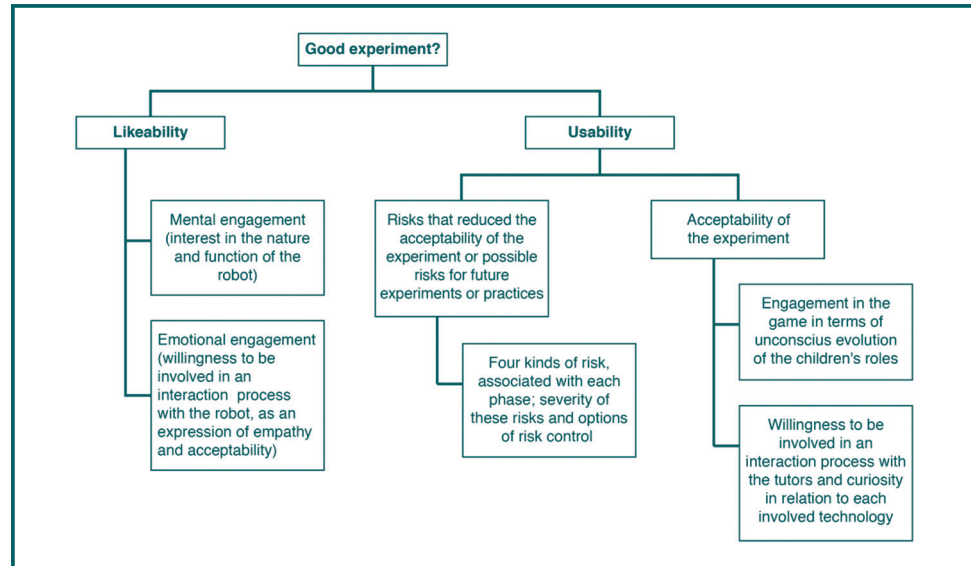 Good experiment?
Likeability
Usability
Mental engagement
(interest in the nature
and function of the
robot)
Emotional engagement
(willingness to be
involved in an
interaction process
with the robot, as an
expression of empathy
and acceptability)
Risks that reduced the
acceptability of the
experiment or possible
risks for future
experiments or practices
Four kinds of risk,
associated with each
phase; severity of
these risks and options
of risk control
Acceptability of
the experiment
Engagement in the
game in terms of
unconscius evolution
of the children's roles
Willingness to be
involved in an
interaction process with
the tutors and curiosity
in relation to each
involved technology